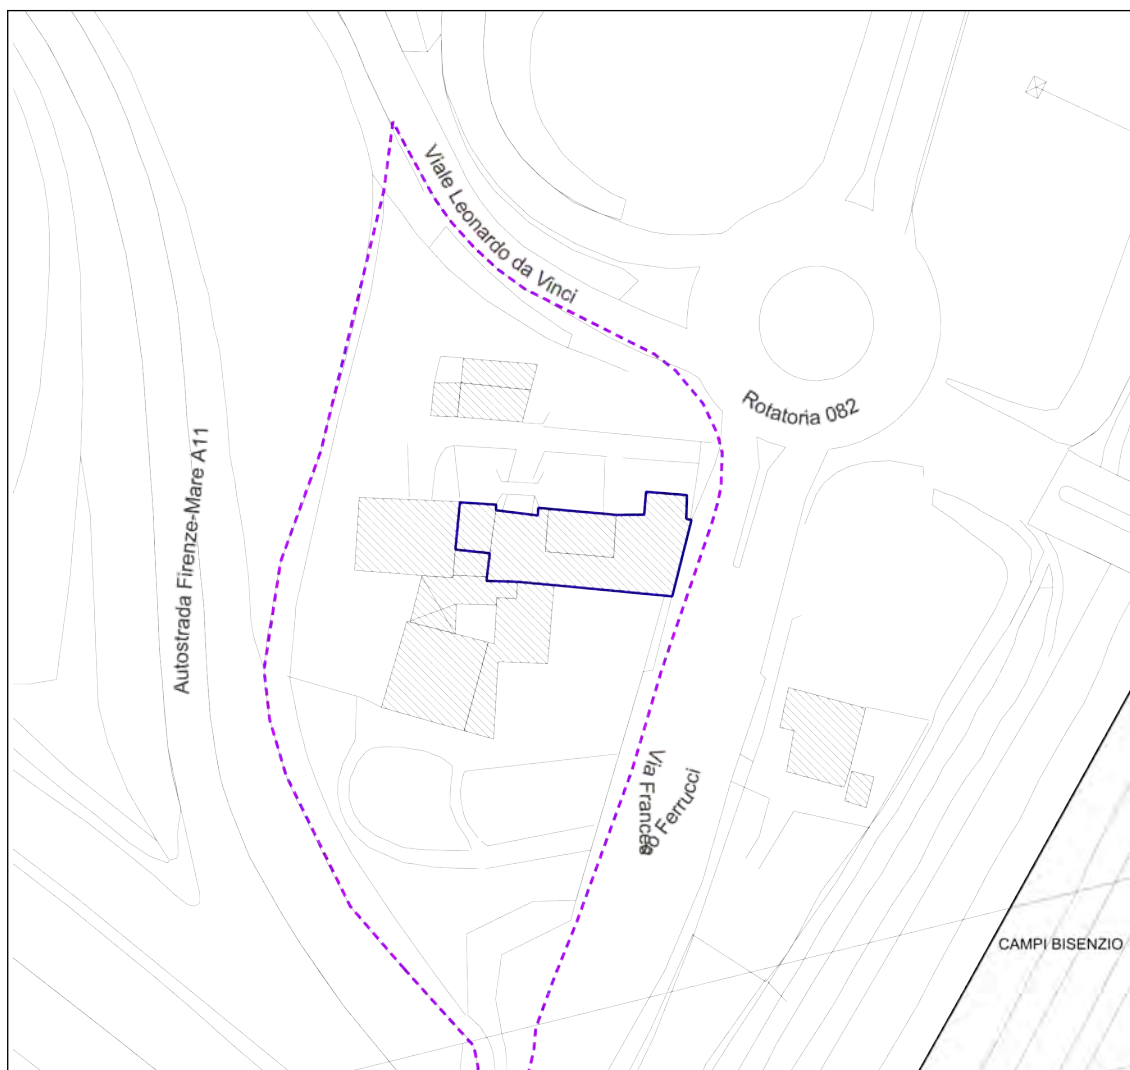 Viale Leonardo da Vinci
Rotatoria 082
Autostrada Firenze-Mare A11
Via Francesco Ferrucci
CAMPI BISENZIO